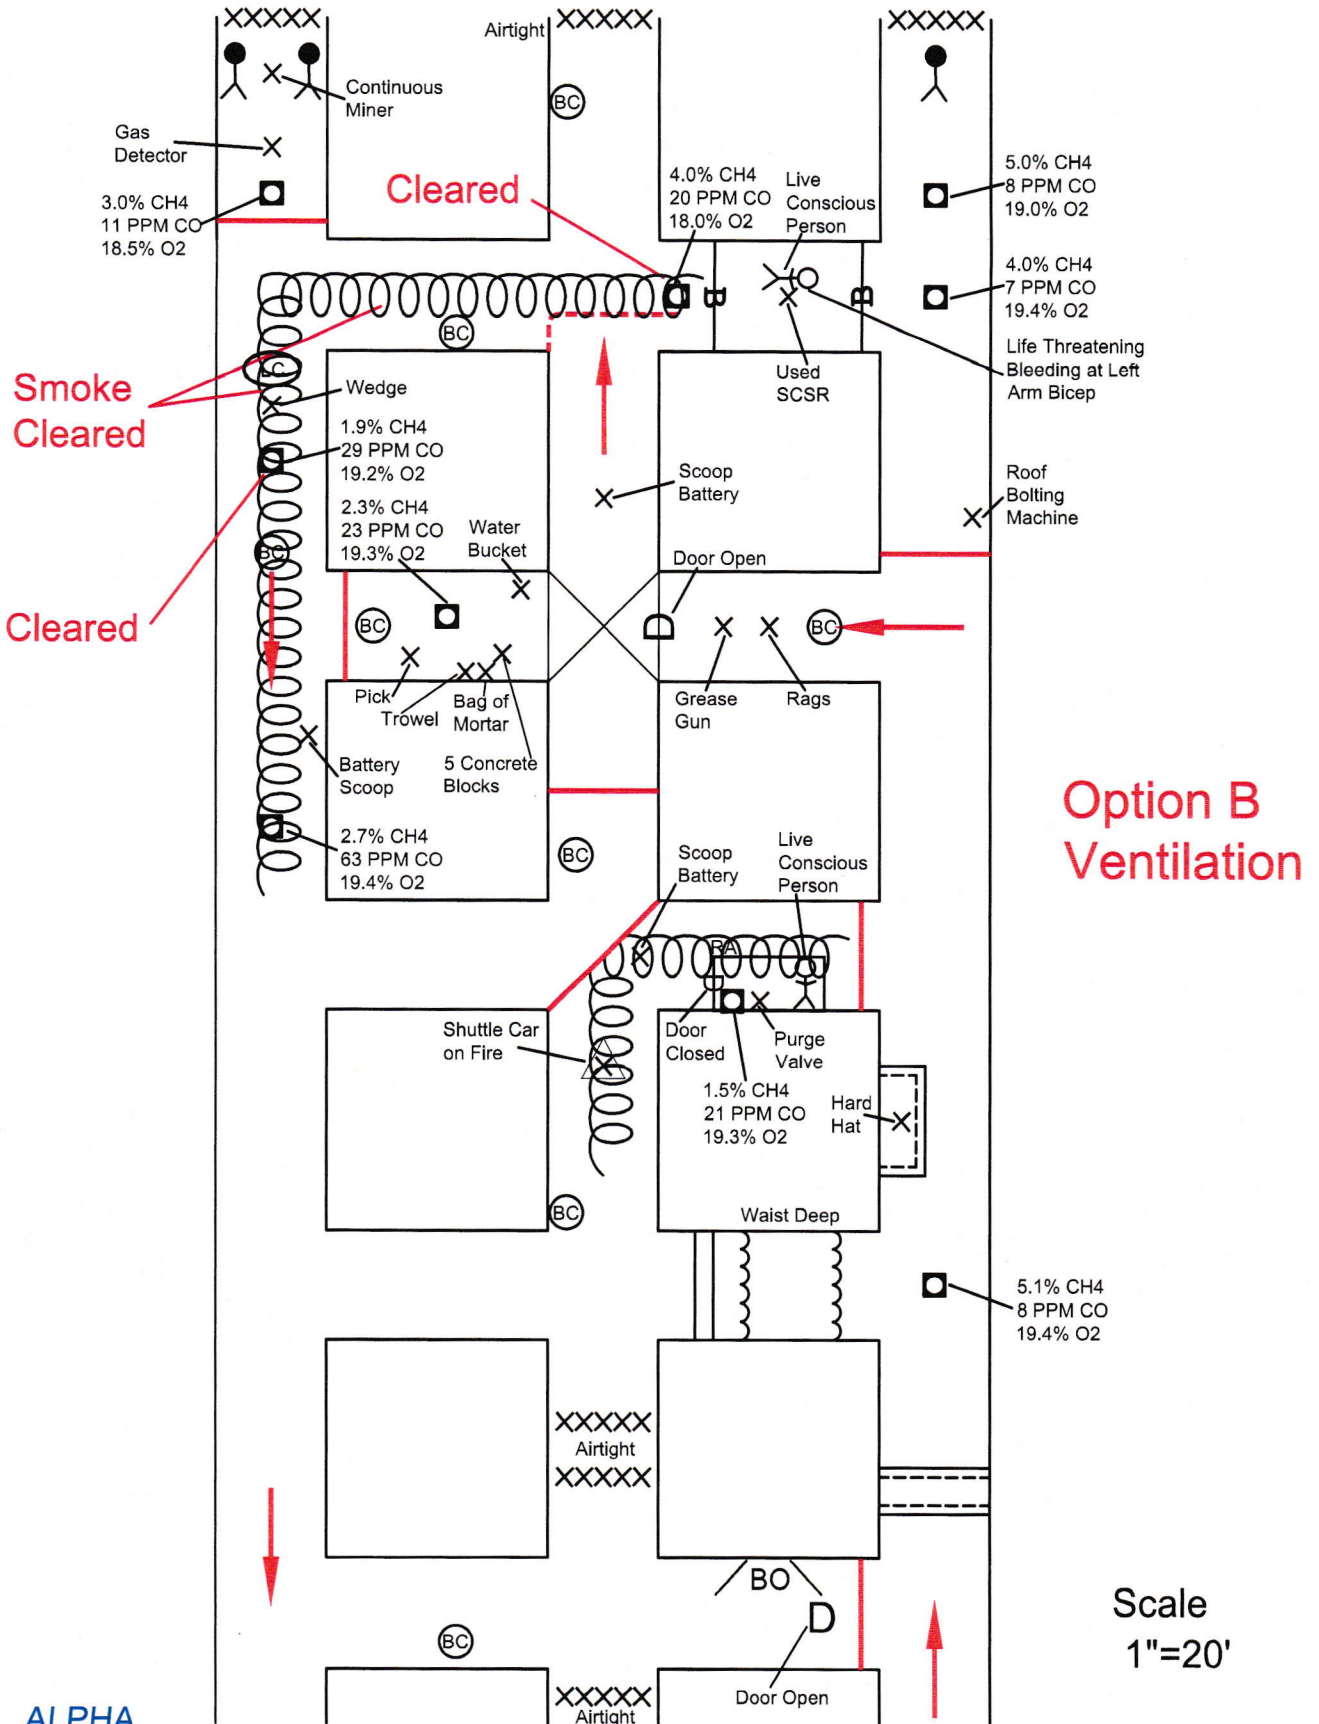 XXXXX
XXXXX
XXXXX
Airtight
Continuous
Miner
BC
Gas
Detector
3.0% CH4
11 PPM CO
18.5% O2
Cleared
4.0% CH4
20 PPM CO
18.0% O2
Live
Conscious
Person
5.0% CH4
8 PPM CO
19.0% O2
4.0% CH4
7 PPM CO
19.4% O2
B
B
BC
Life Threatening
Bleeding at Left
Arm Bicep
Used
SCSR
Smoke
Cleared
Wedge
1.9% CH4
29 PPM CO
19.2% O2
2.3% CH4
23 PPM CO
19.3% O2
Water
Bucket
Scoop
Battery
Roof
Bolting
Machine
BC
Door Open
D
Cleared
BC
BC
Pick
Trowel
Bag of
Mortar
5 Concrete
Blocks
Grease
Gun
Rags
Battery
Scoop
2.7% CH4
63 PPM CO
19.4% O2
BC
Scoop
Battery
Live
Conscious
Person
Option B
Ventilation
RA
Shuttle Car
on Fire
Door
Closed
Purge
Valve
1.5% CH4
21 PPM CO
19.3% O2
Hard
Hat
BC
Waist Deep
5.1% CH4
8 PPM CO
19.4% O2
XXXXX
Airtight
XXXXX
BO
D
BC
Door Open
XXXXX
Airtight
Scale
1"=20'
ALPHA